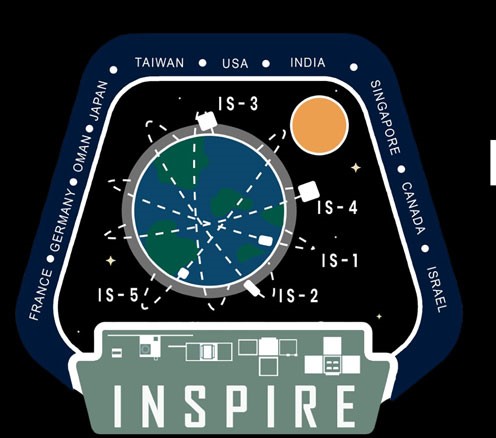 TAIWAN • USA • INDIA
FRANCE • GERMANY • OMAN • JAPAN
SINGAPORE • CANADA • ISRAEL
IS-3
IS-4
IS-1
IS-5
IS-2
INSPIRE